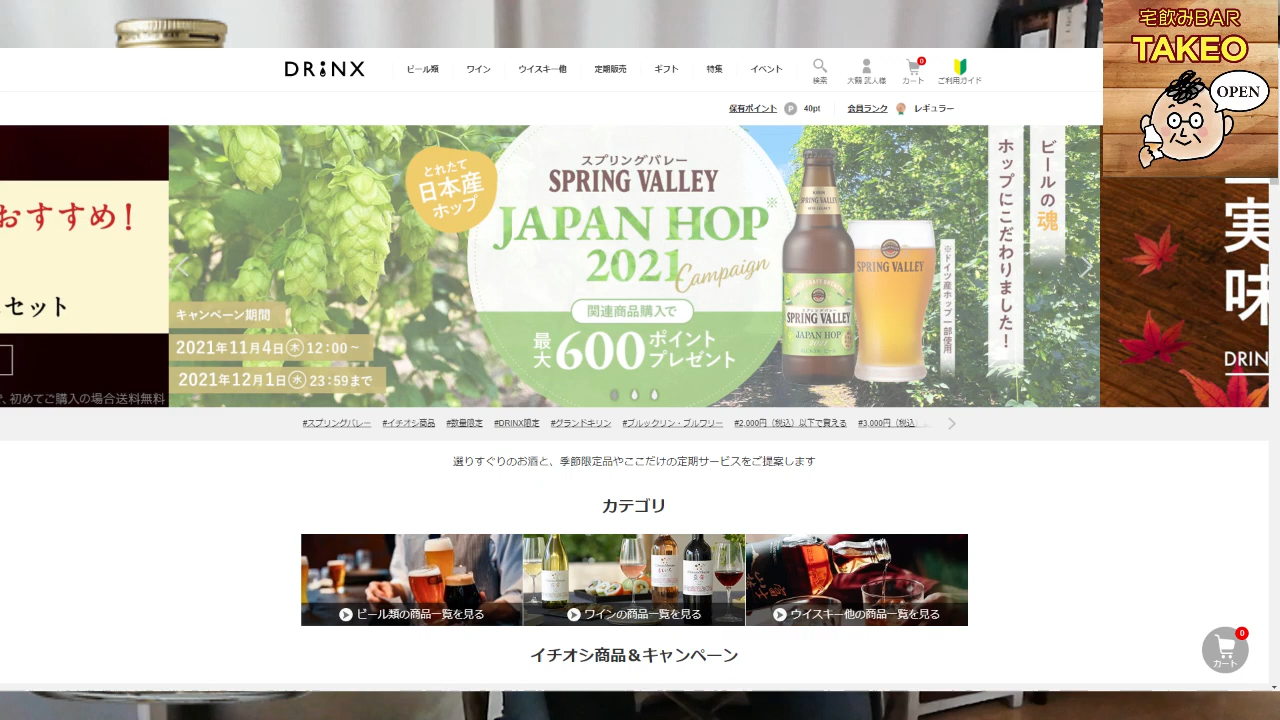 宅飲みBAR
TAKEO
OPEN
DRINX
ビール類
ワイン
ウイスキー他
定期販売
ギフト
特集
イベント
検索
大鶴 武人様
0
カート
ご利用ガイド
保有ポイント
P
40pt
会員ランク
レギュラー
おすすめ!
セット
、初めてご購入の場合送料無料
とれたて
日本産
ホップ
スプリングバレー
SPRING VALLEY
JAPAN HOP※
2021 Campaign
関連商品購入で
最大600ポイントプレゼント
キャンペーン期間
2021年11月4日㊍12:00~
2021年12月1日㊌23:59まで
SPRING VALLEY
JAPAN HOP
SPRING VALLEY
ビールの魂
ホップにこだわりました!
※ドイツ産ホップ一部使用
実
味
DRIN
#スプリングバレー
#イチオシ商品
#数量限定
#DRINX限定
#グランドキリン
#ブルックリン・ブルワリー
#2,000円（税込）以下で買える
#3,000円（税込）
選りすぐりのお酒と、季節限定品やここだけの定期サービスをご提案します
カテゴリ
ビール類の商品一覧を見る
ワインの商品一覧を見る
ウイスキー他の商品一覧を見る
イチオシ商品＆キャンペーン
0
カート